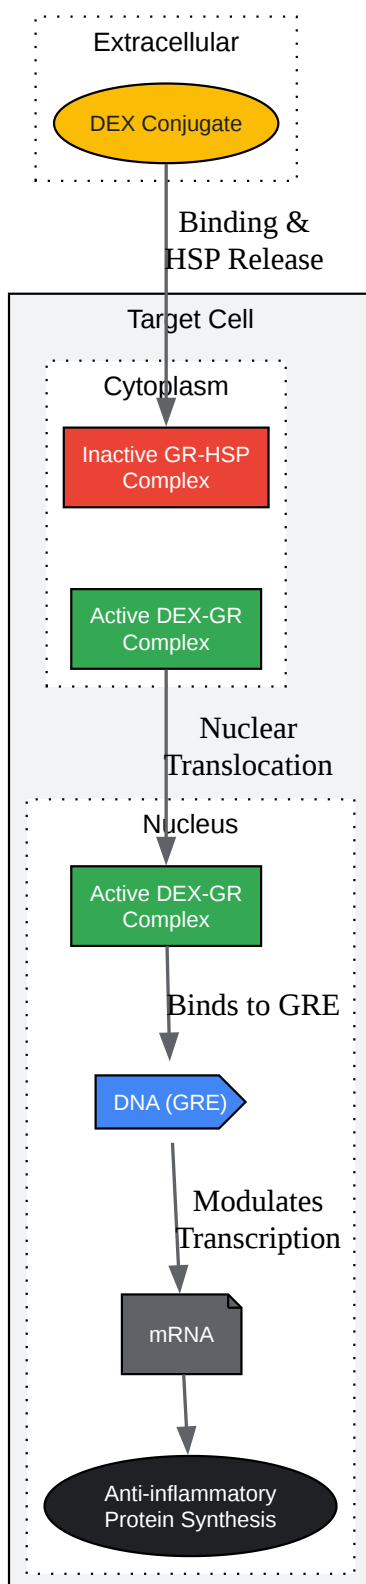 Extracellular
DEX Conjugate
Binding &
HSP Release
Target Cell
Cytoplasm
Inactive GR-HSP
Complex
Active DEX-GR
Complex
Nuclear
Translocation
Nucleus
Active DEX-GR
Complex
Binds to GRE
DNA (GRE)
Modulates
Transcription
mRNA
Anti-inflammatory
Protein Synthesis